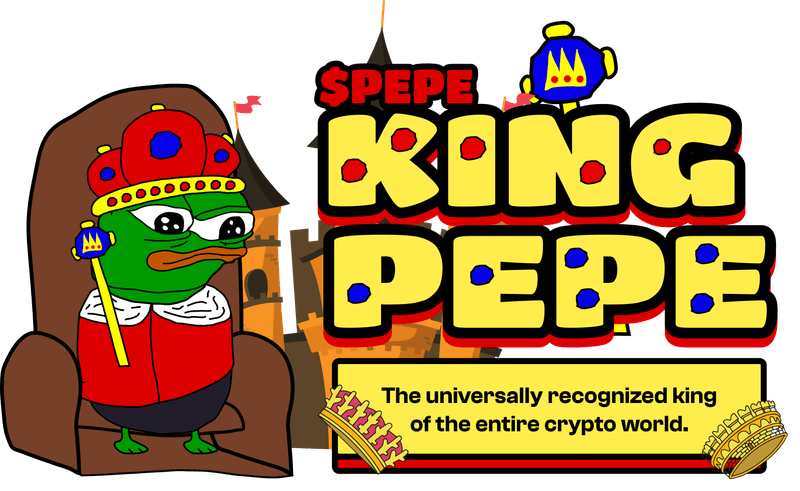 $PEPE
KING
PEPE
The universally recognized king
of the entire crypto world.